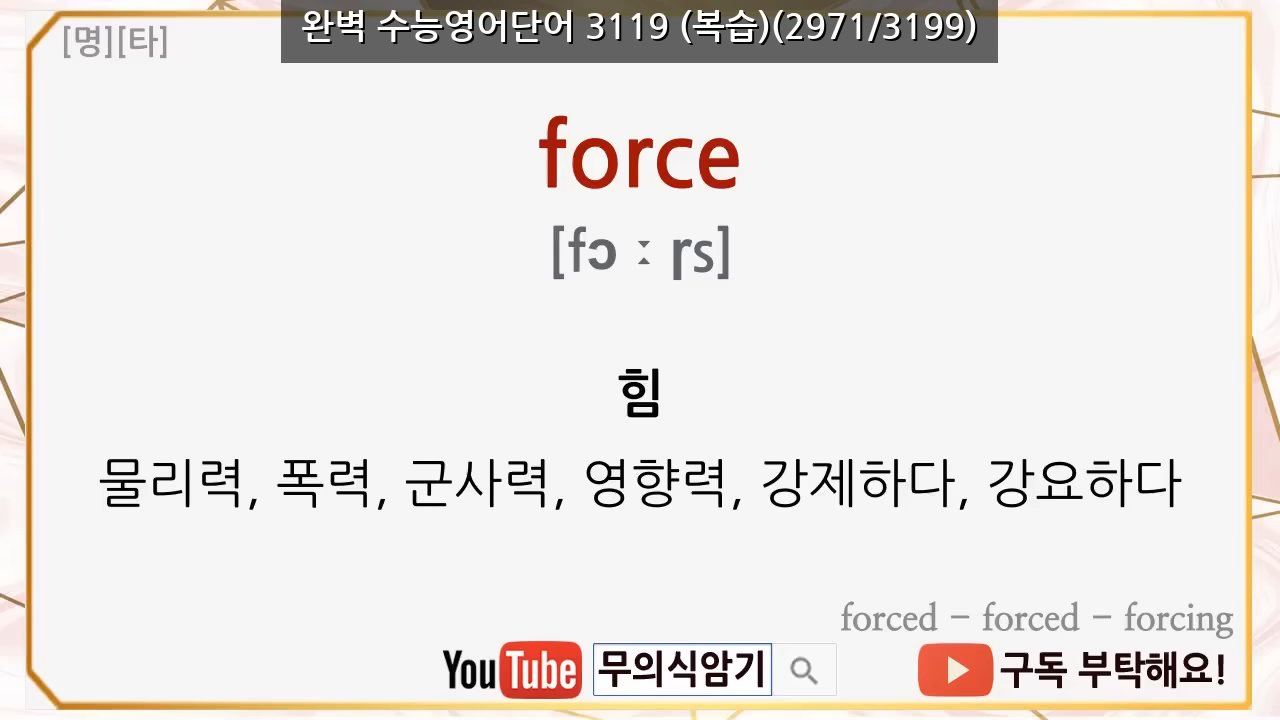 완벽 수능영어단어 3119 (복습)(2971/3199)
[명][타]
force
[fɔːrs]
힘
물리력, 폭력, 군사력, 영향력, 강제하다, 강요하다
forced - forced - forcing
YouTube 무의식암기 구독 부탁해요!